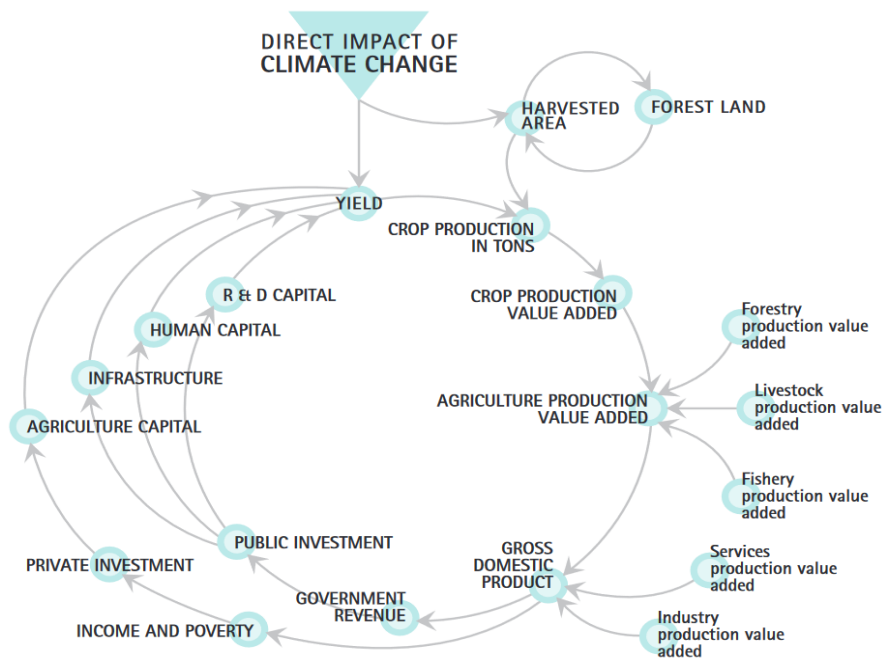 DIRECT IMPACT OF
CLIMATE CHANGE
HARVESTED
AREA
FOREST LAND
YIELD
CROP PRODUCTION
IN TONS
R & D CAPITAL
CROP PRODUCTION
VALUE ADDED
HUMAN CAPITAL
Forestry
production value
added
INFRASTRUCTURE
AGRICULTURE CAPITAL
AGRICULTURE PRODUCTION
VALUE ADDED
Livestock
production value
added
Fishery
production value
added
PUBLIC INVESTMENT
PRIVATE INVESTMENT
GROSS
DOMESTIC
PRODUCT
Services
production value
added
GOVERNMENT
REVENUE
INCOME AND POVERTY
Industry
production value
added